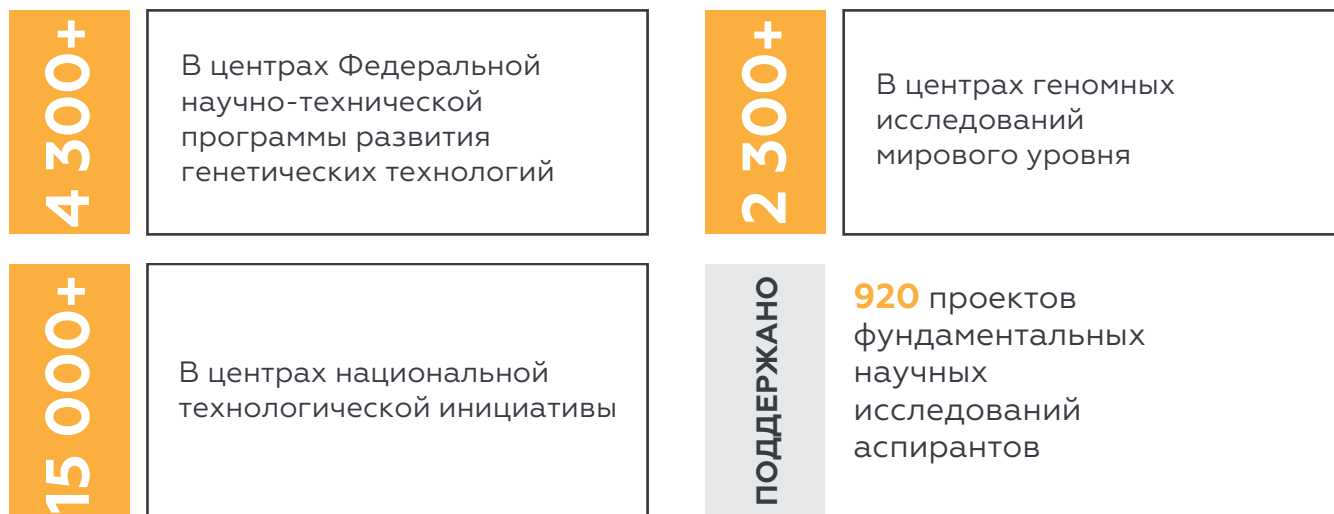 4 300+
В центрах Федеральной
научно-технической
программы развития
генетических технологий
2 300+
В центрах геномных
исследований
мирового уровня
15 000+
В центрах национальной
технологической инициативы
ПОДДЕРЖАНО
920 проектов
фундаментальных
научных
исследований
аспирантов